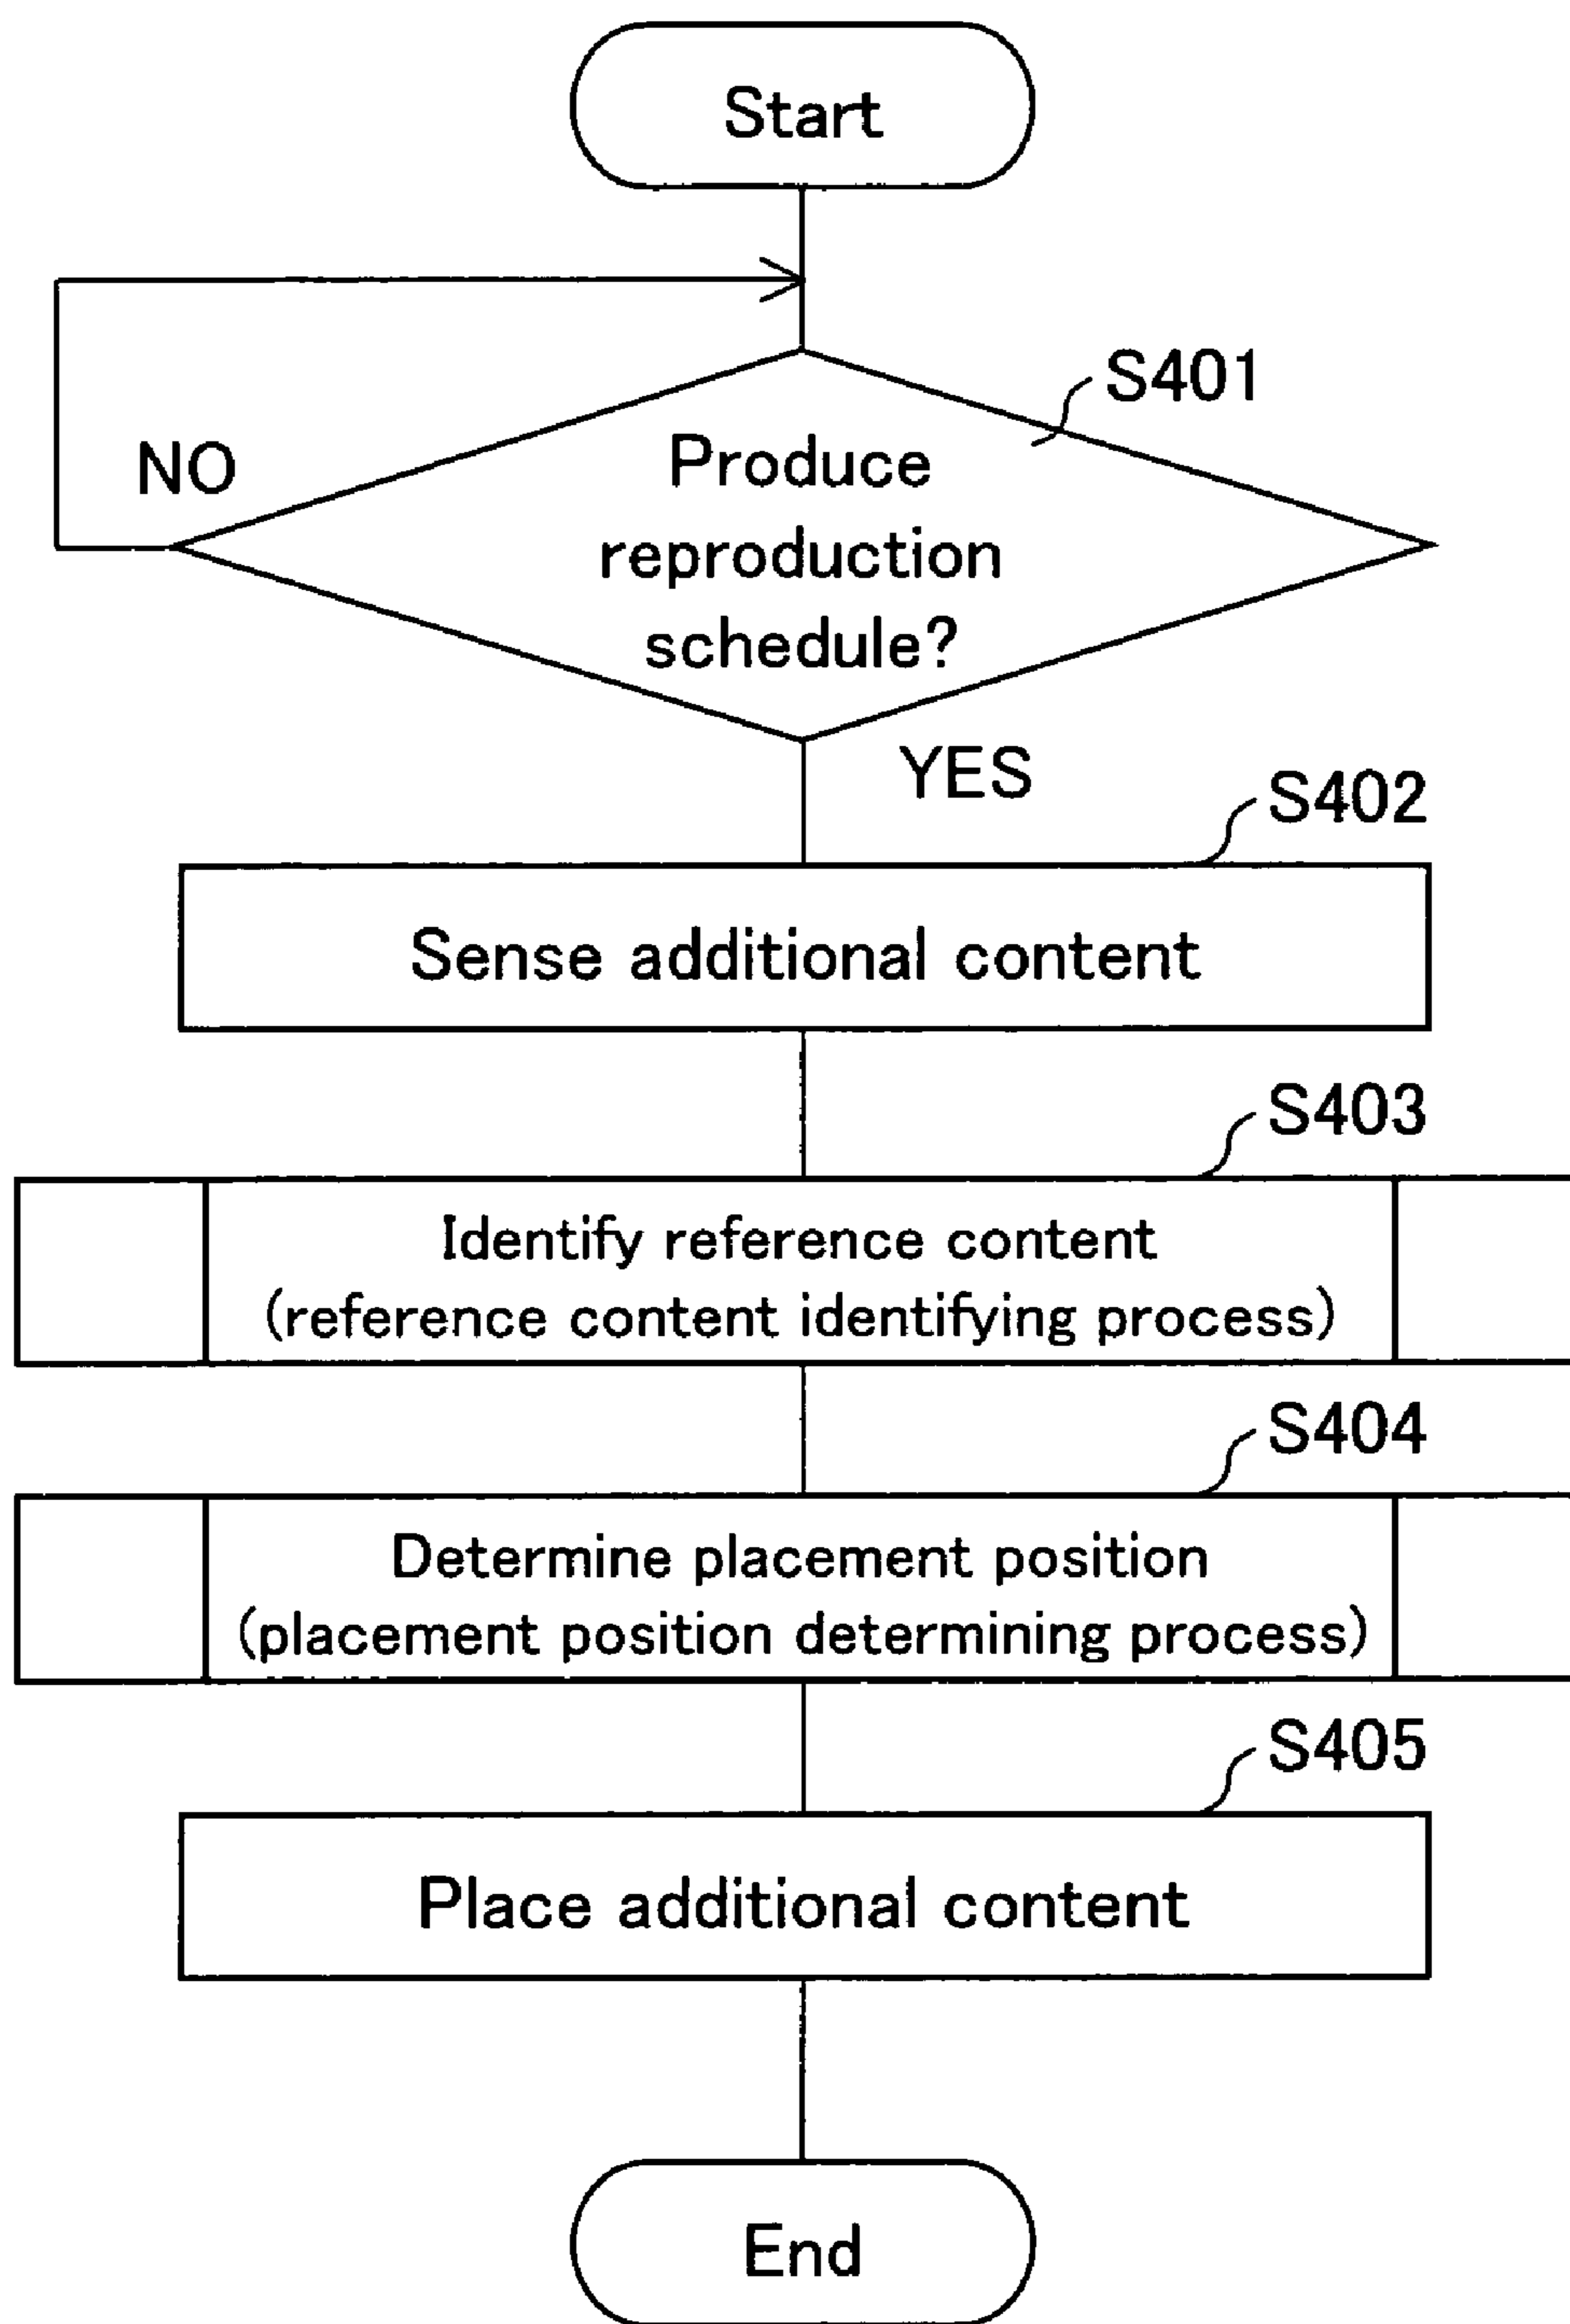 Start
S401
NO
Produce
reproduction
schedule?
YES
S402
Sense additional content
S403
Identify reference content
(reference content identifying process)
S404
Determine placement position
(placement position determining process)
S405
Place additional content
End